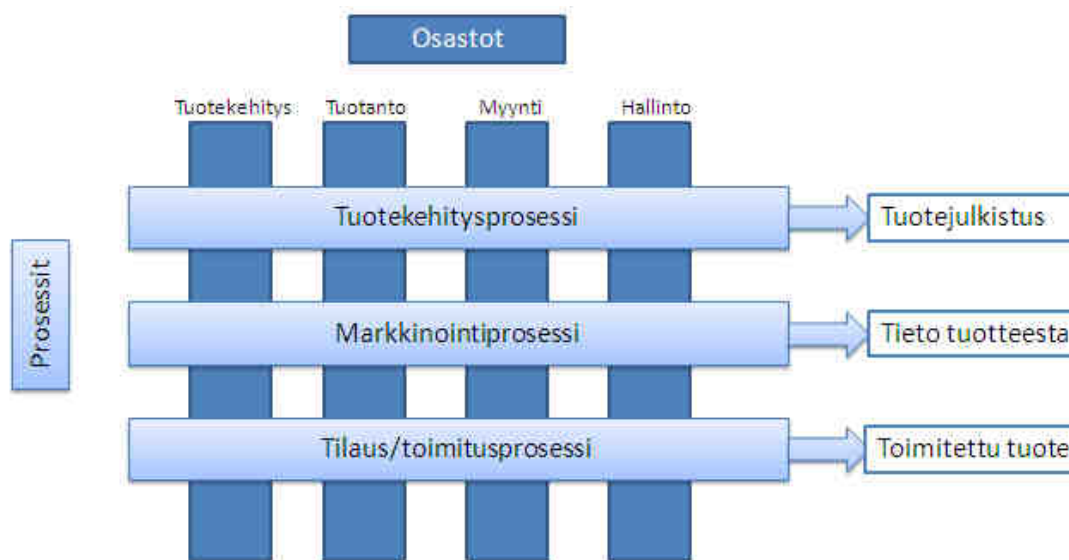 Osastot
Tuotekehitys Tuotanto Myynti Hallinto
Tuotekehitysprosessi
Tuotejulkistus
Prosessit
Markkinointiprosessi
Tieto tuotteesta
Tilaus/toimitusprosessi
Toimitettu tuote